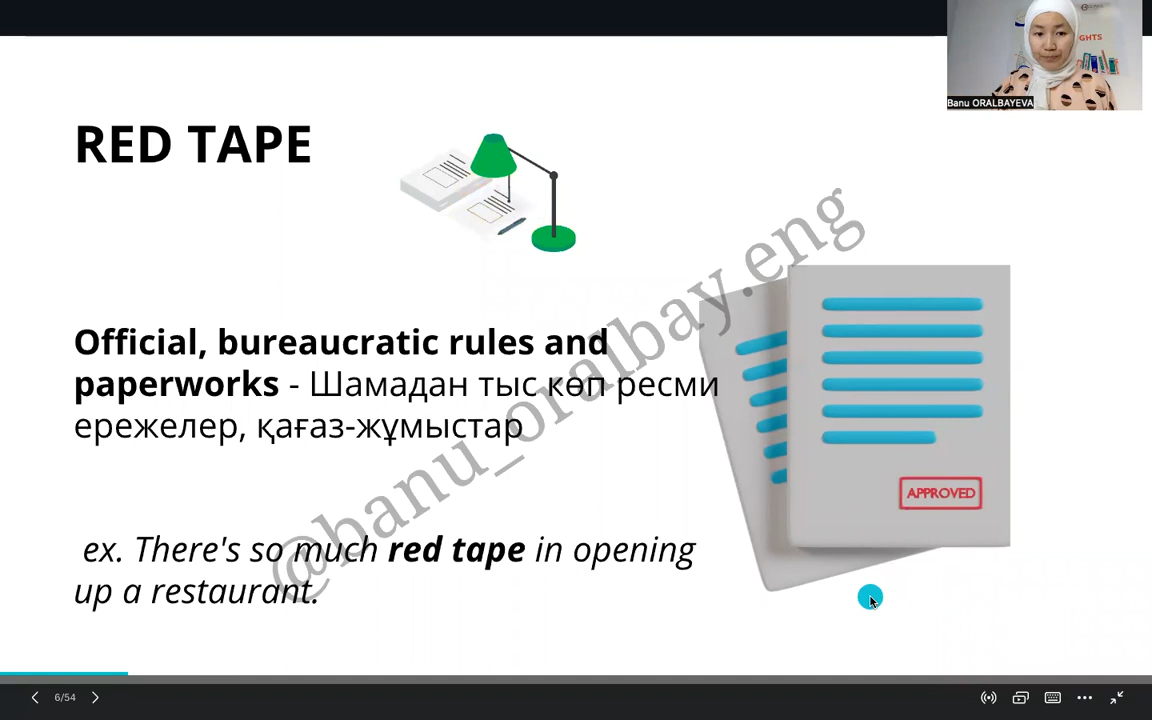 GHTS
Banu ORALBAYEVA
RED TAPE
Official, bureaucratic rules and
paperworks - Шамадан тыс көп ресми
ережелер, қағаз-жұмыстар
@banu_oralbay.eng
APPROVED
ex. There's so much red tape in opening
up a restaurant.
6/54